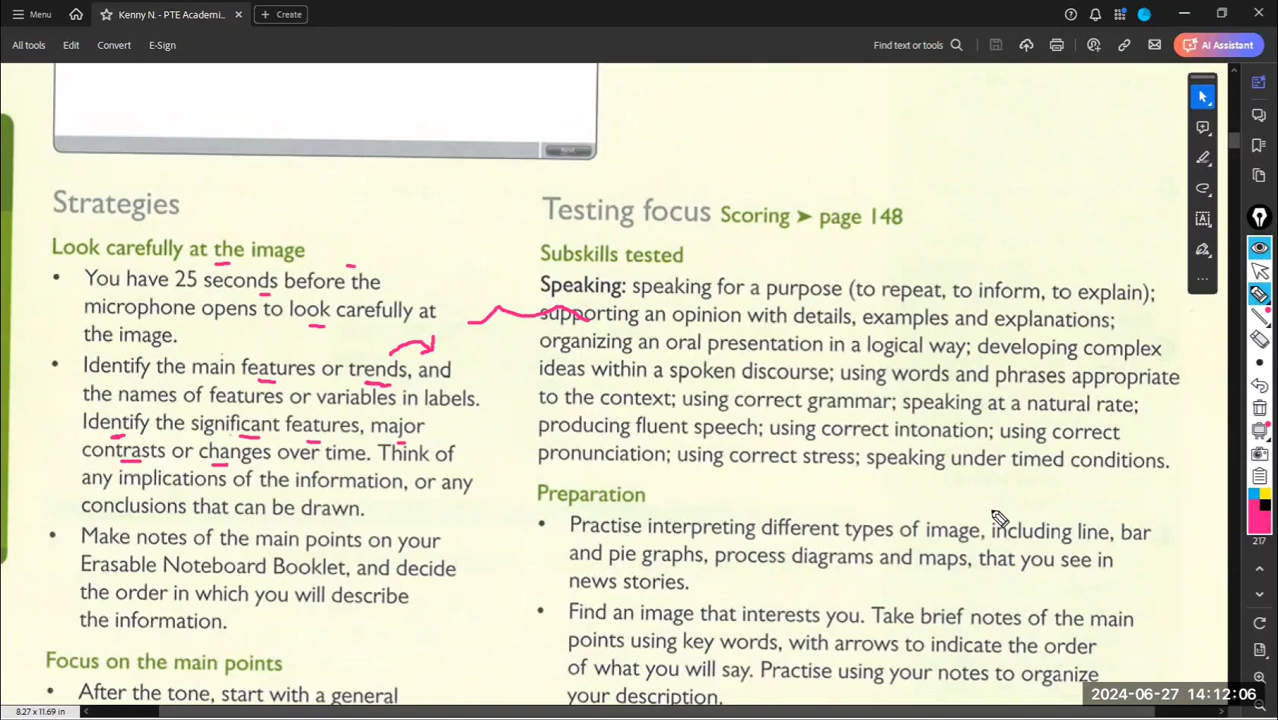 Menu
Kenny N. - PTE Academi...
Create
All tools
Edit
Convert
E-Sign
Find text or tools
AI Assistant
Next
Strategies
Look carefully at the image
• You have 25 seconds before the
microphone opens to look carefully at
the image.
• Identify the main features or trends, and
the names of features or variables in labels.
Identify the significant features, major
contrasts or changes over time. Think of
any implications of the information, or any
conclusions that can be drawn.
• Make notes of the main points on your
Erasable Noteboard Booklet, and decide
the order in which you will describe
the information.
Focus on the main points
• After the tone, start with a general
Testing focus Scoring ➤ page 148
Subskills tested
Speaking: speaking for a purpose (to repeat, to inform, to explain);
supporting an opinion with details, examples and explanations;
organizing an oral presentation in a logical way; developing complex
ideas within a spoken discourse; using words and phrases appropriate
to the context; using correct grammar; speaking at a natural rate;
producing fluent speech; using correct intonation; using correct
pronunciation; using correct stress; speaking under timed conditions.
Preparation
• Practise interpreting different types of image, including line, bar
and pie graphs, process diagrams and maps, that you see in
news stories.
• Find an image that interests you. Take brief notes of the main
points using key words, with arrows to indicate the order
of what you will say. Practise using your notes to organize
your description.
217
8.27 x 11.69 in
2024-06-27 14:12:06